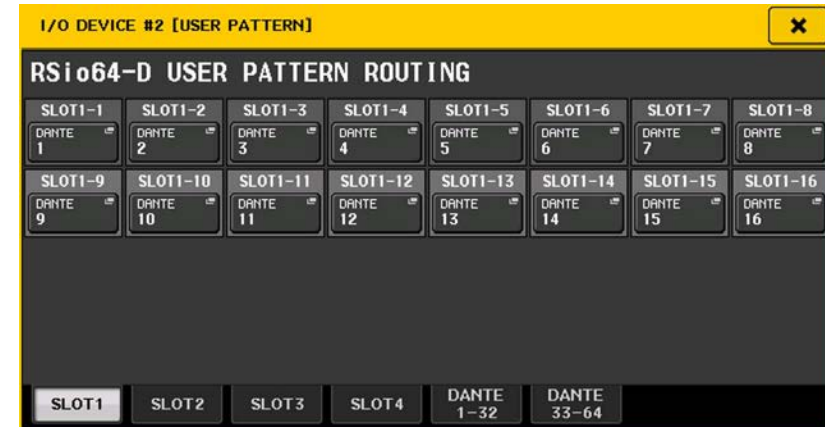 I/O DEVICE #2 [USER PATTERN]
RSio64-D USER PATTERN ROUTING
SLOT1-1 SLOT1-2 SLOT1-3 SLOT1-4 SLOT1-5 SLOT1-6 SLOT1-7 SLOT1-8
DANTE DANTE DANTE DANTE DANTE DANTE DANTE DANTE
1 2 3 4 5 6 7 8
SLOT1-9 SLOT1-10 SLOT1-11 SLOT1-12 SLOT1-13 SLOT1-14 SLOT1-15 SLOT1-16
DANTE DANTE DANTE DANTE DANTE DANTE DANTE DANTE
9 10 11 12 13 14 15 16
SLOT1 SLOT2 SLOT3 SLOT4 DANTE DANTE
1-32 33-64